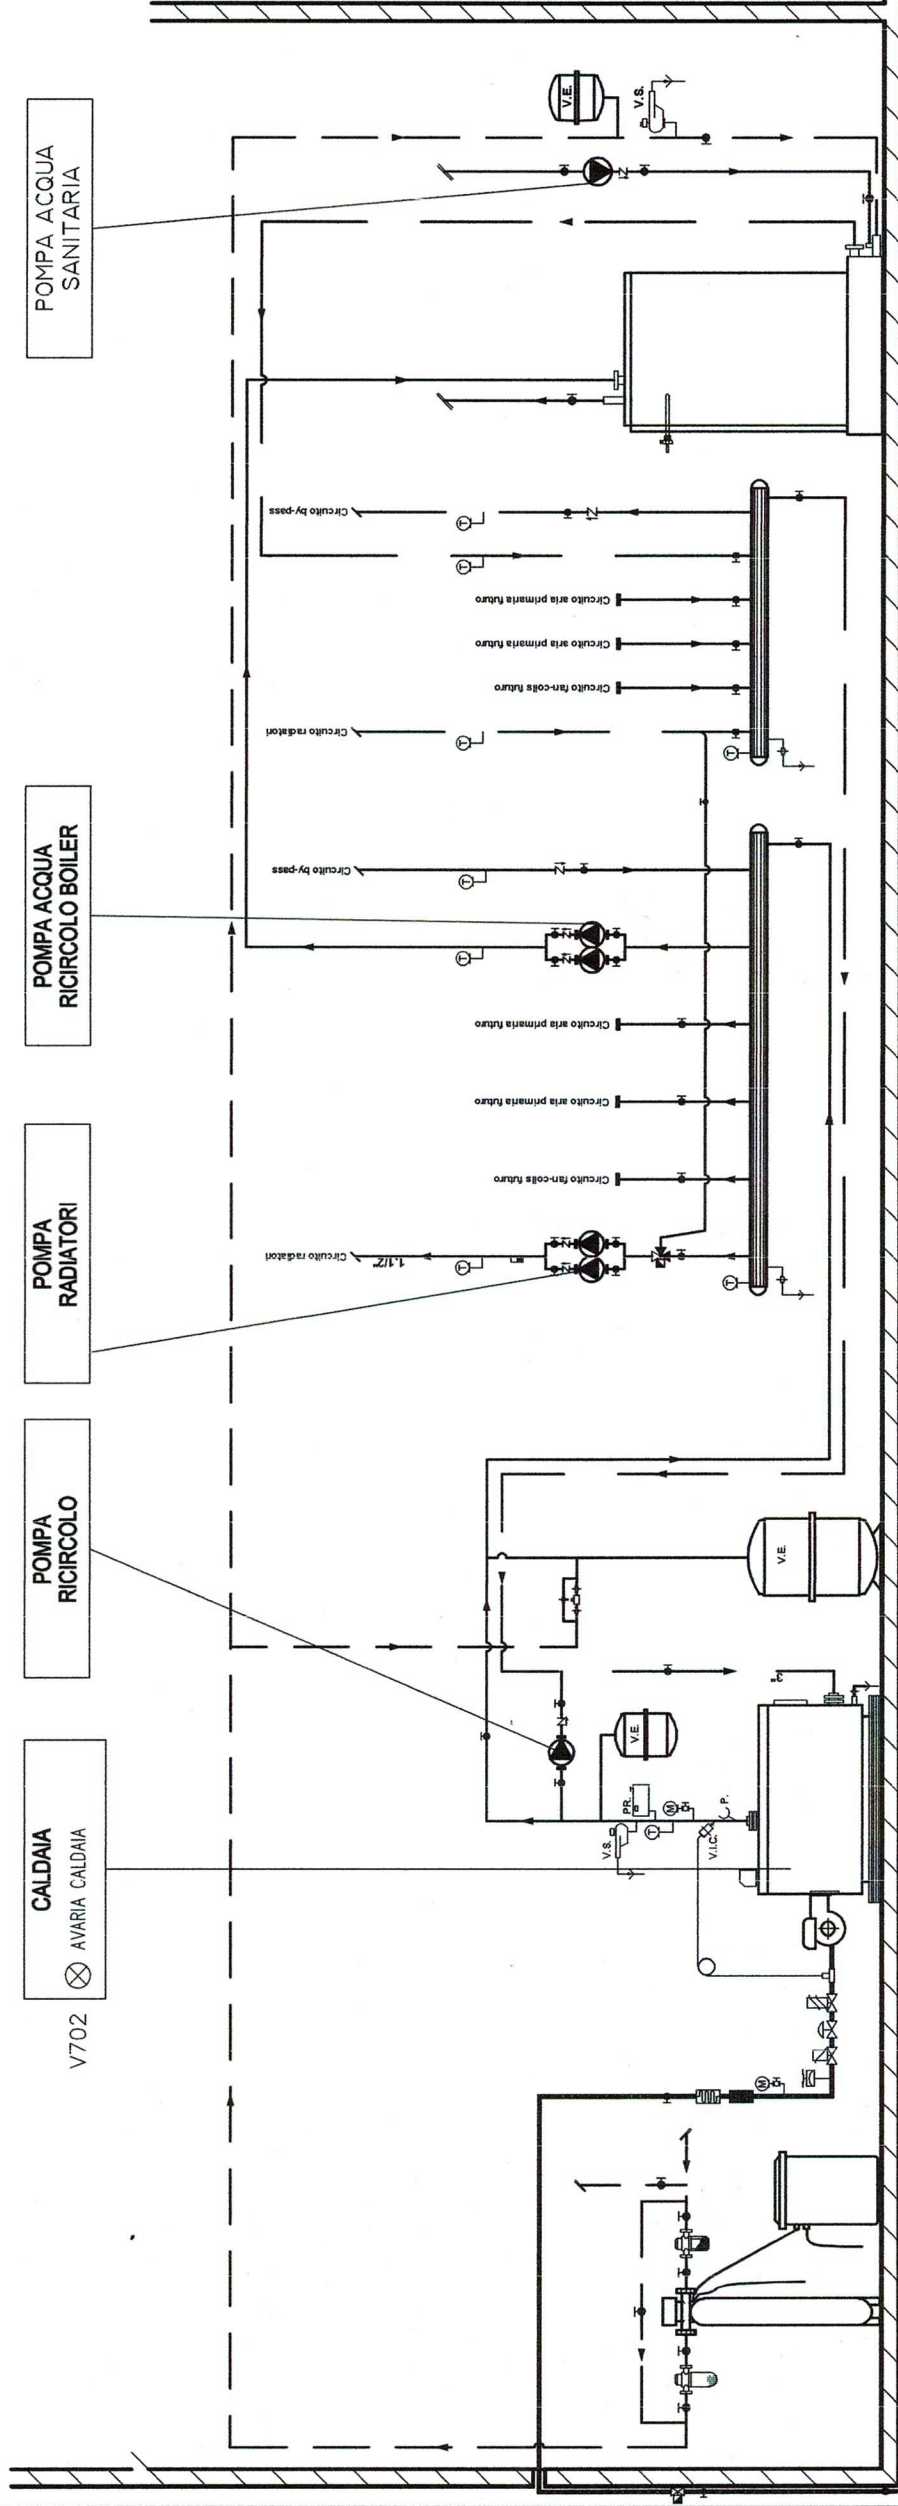 CALDAIA
AVARIA CALDAIA
V702
POMPA
RICIRCOLO
POMPA
RADIATORI
POMPA ACQUA
RICIRCOLO BOILER
POMPA ACQUA
SANITARIA
Circuito radiatori
1.1/2"
Circuito fan-coils futuro
Circuito aria primaria futuro
Circuito aria primaria futuro
Circuito by-pass
Circuito radiatori
Circuito fan-coils futuro
Circuito aria primaria futuro
Circuito aria primaria futuro
Circuito by-pass
T
T
T
T
T
T
T
T
V.E.
V.S.
V.E.
V.E.
V.S.
PR.
T
M
V.I.C.
P.
3"
M